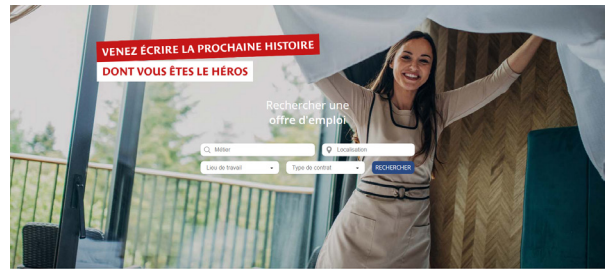 VENEZ ÉCRIRE LA PROCHAINE HISTOIRE
DONT VOUS ÊTES LE HÉROS
Rechercher une
offre d'emploi
Métier
Localisation
Lieu de travail
Type de contrat
RECHERCHER